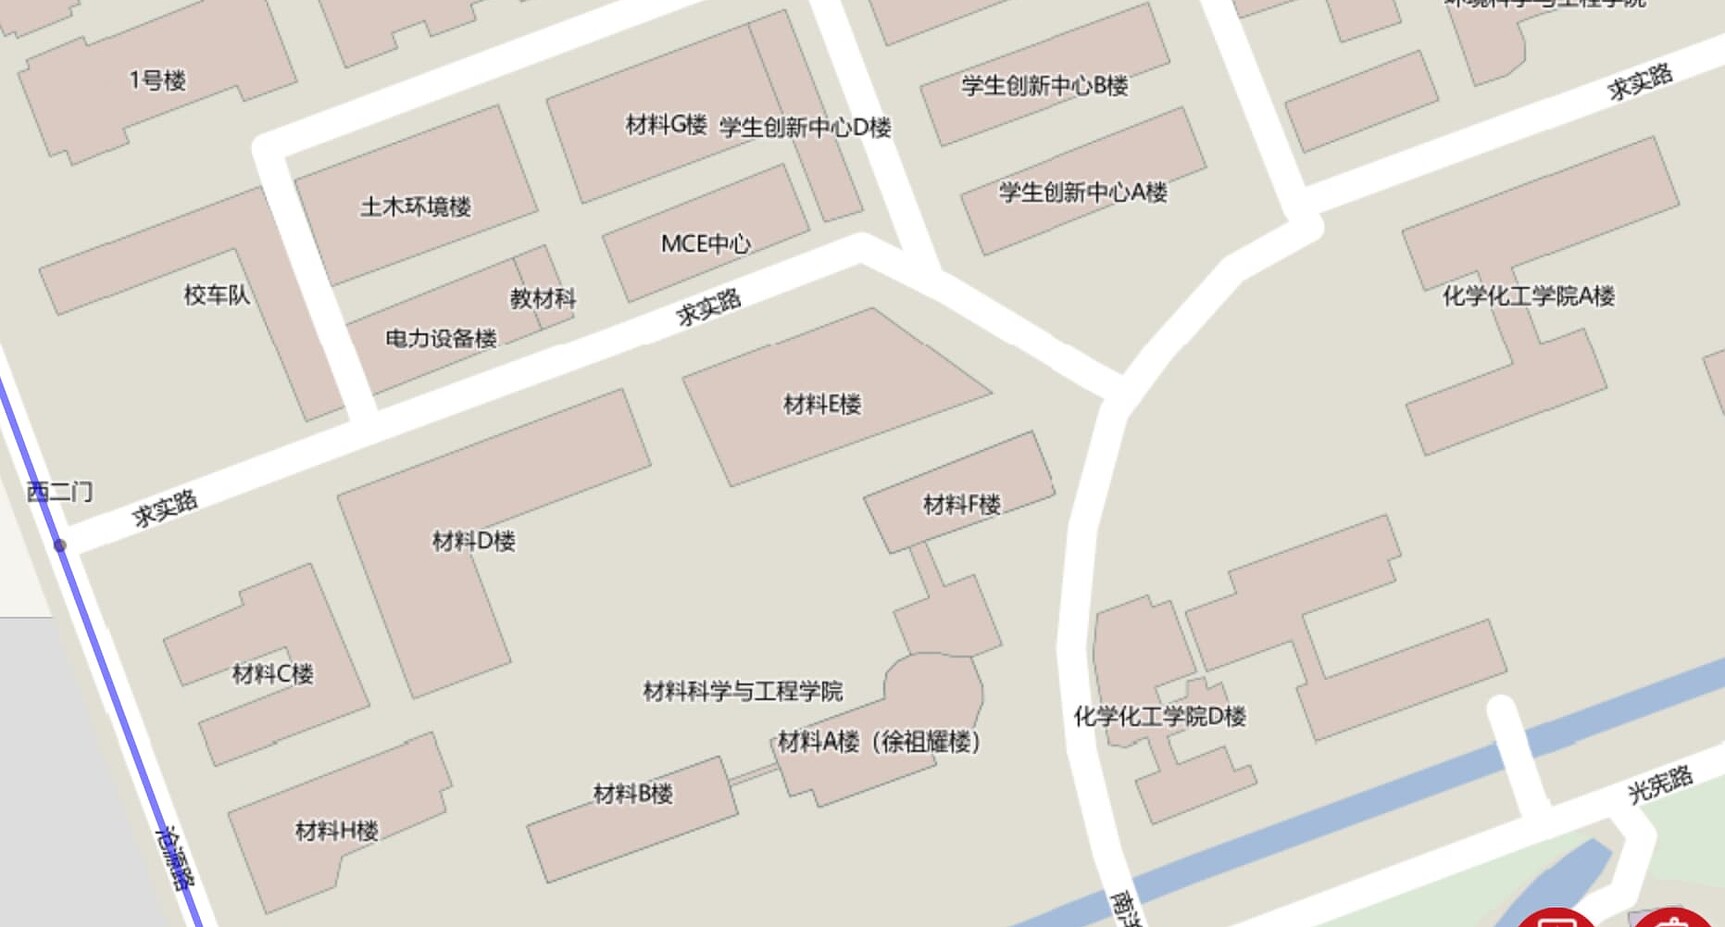 1号楼
学生创新中心B楼
求实路
材料G楼
学生创新中心D楼
土木环境楼
学生创新中心A楼
MCE中心
校车队
教材科
求实路
化学化工学院A楼
电力设备楼
材料E楼
西二门
求实路
材料F楼
材料D楼
材料C楼
材料科学与工程学院
化学化工学院D楼
材料A楼（徐祖耀楼）
材料B楼
光宪路
材料H楼
沧源路